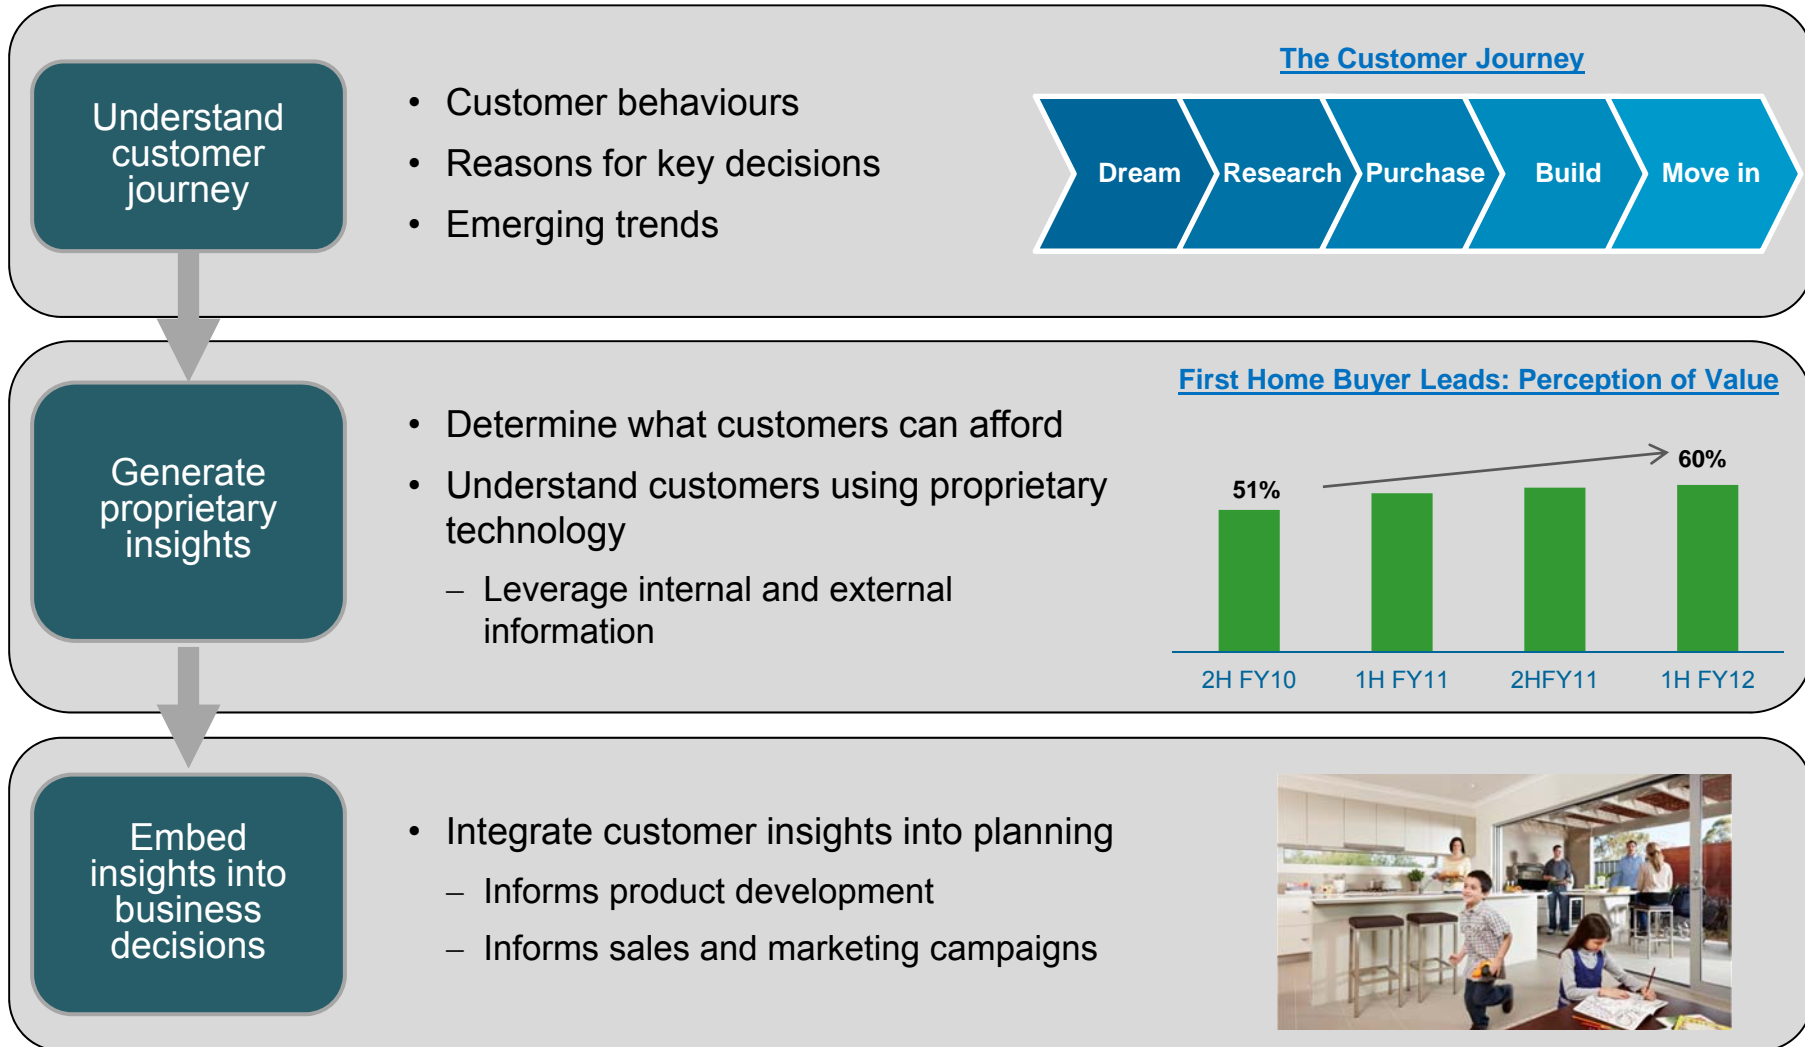 Understand
customer
journey
• Customer behaviours
• Reasons for key decisions
• Emerging trends
The Customer Journey
Dream
Research
Purchase
Build
Move in
Generate
proprietary
insights
• Determine what customers can afford
• Understand customers using proprietary
technology
– Leverage internal and external
information
First Home Buyer Leads: Perception of Value
51%
60%
2H FY10
1H FY11
2HFY11
1H FY12
Embed
insights into
business
decisions
• Integrate customer insights into planning
– Informs product development
– Informs sales and marketing campaigns